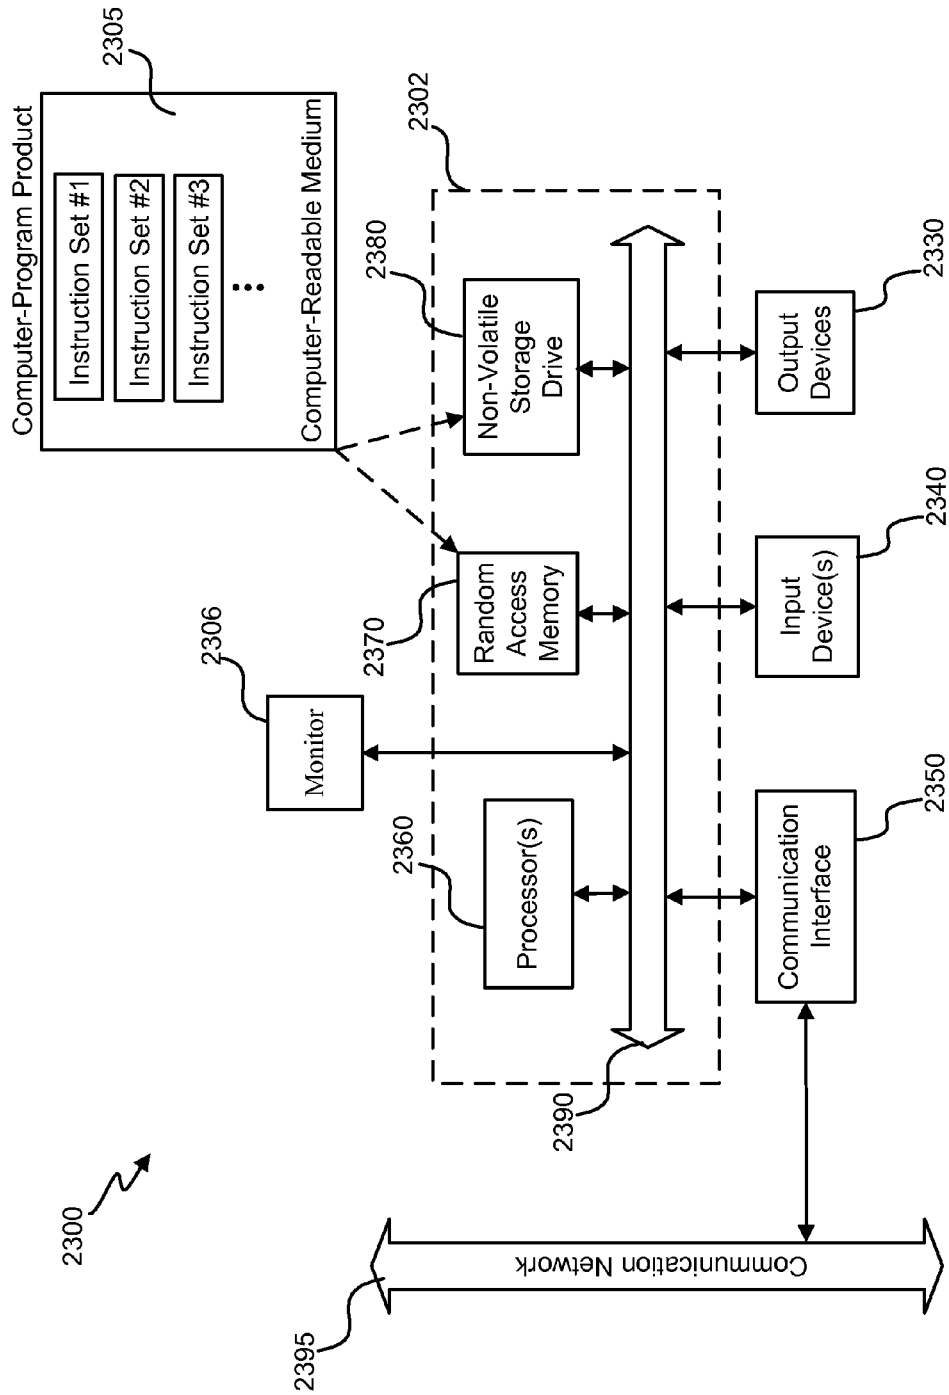 2300
Computer-Program Product
Instruction Set #1
Instruction Set #2
Instruction Set #3
Computer-Readable Medium
2305
2306
Monitor
2302
2360
Processor(s)
2370
Random
Access
Memory
2380
Non-Volatile
Storage
Drive
2390
2395
Communication Network
Communication
Interface
2350
Input
Device(s)
2340
Output
Devices
2330